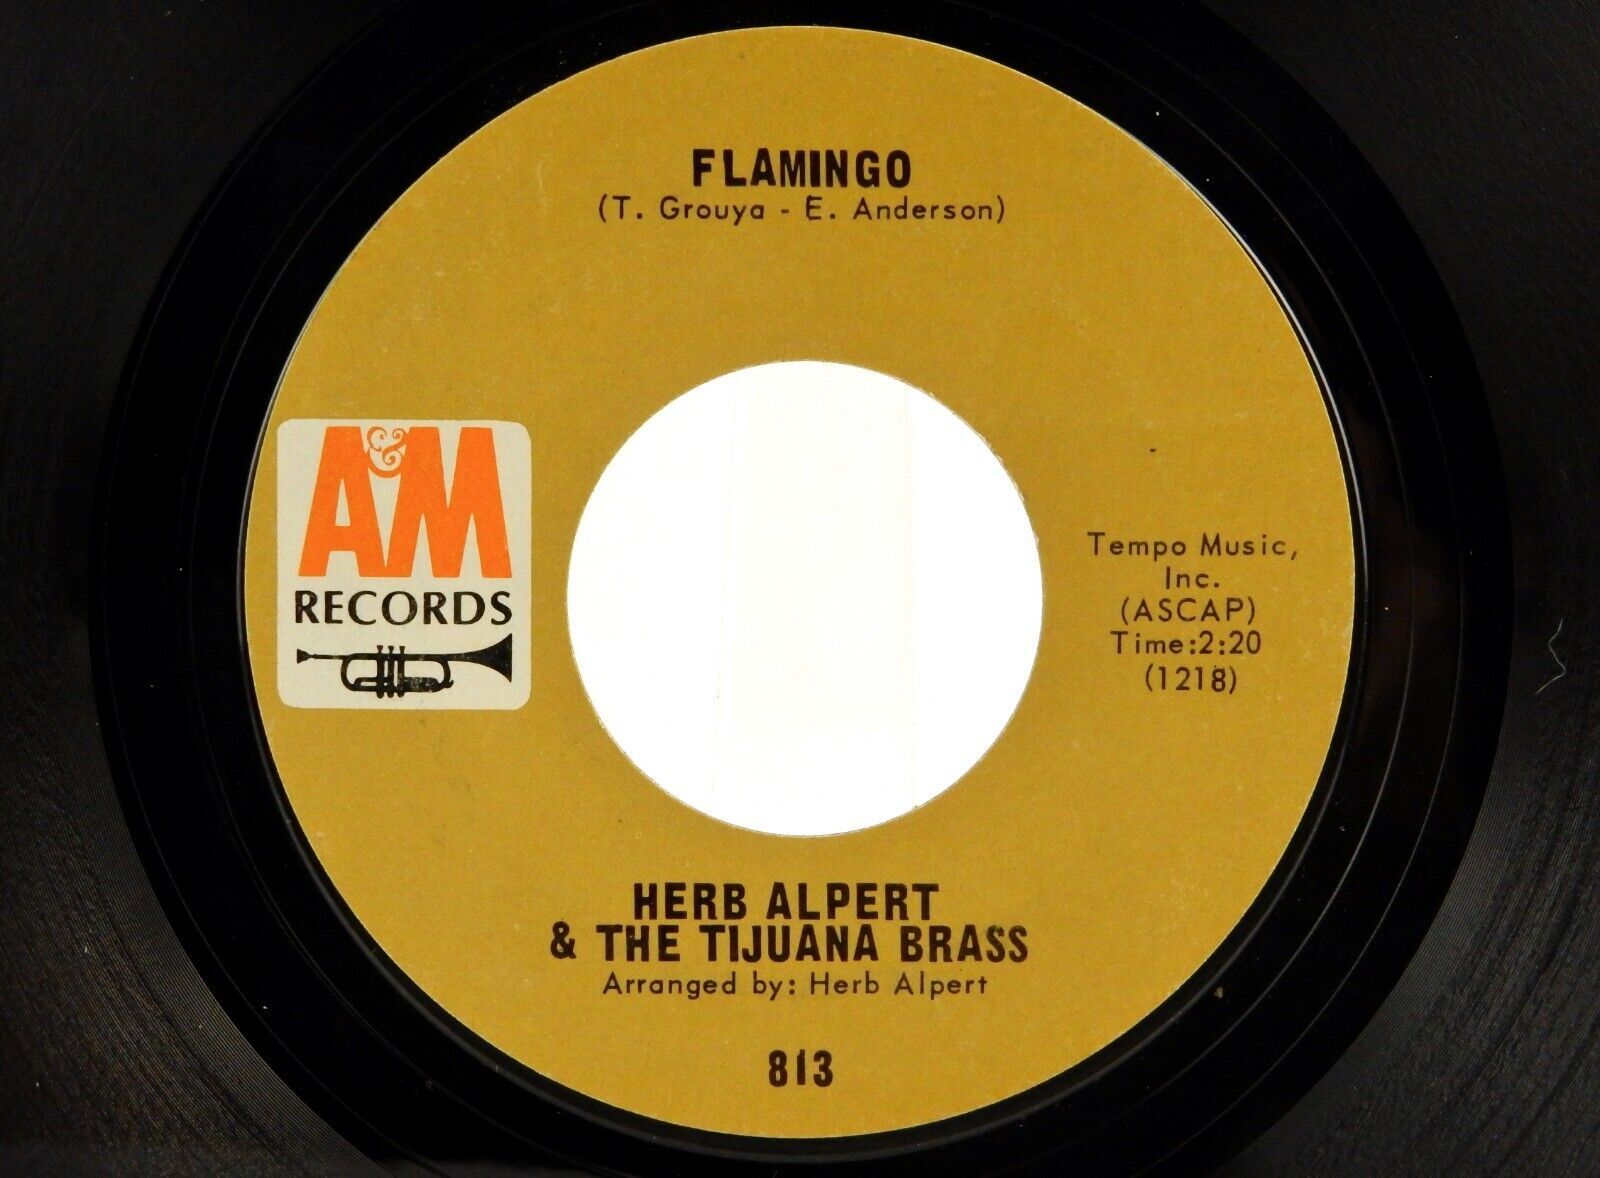 FLAMINGO
(T. Grouya - E. Anderson)
A&M
RECORDS
Tempo Music,
Inc.
(ASCAP)
Time:2:20
(1218)
HERB ALPERT
& THE TIJUANA BRASS
Arranged by: Herb Alpert
813